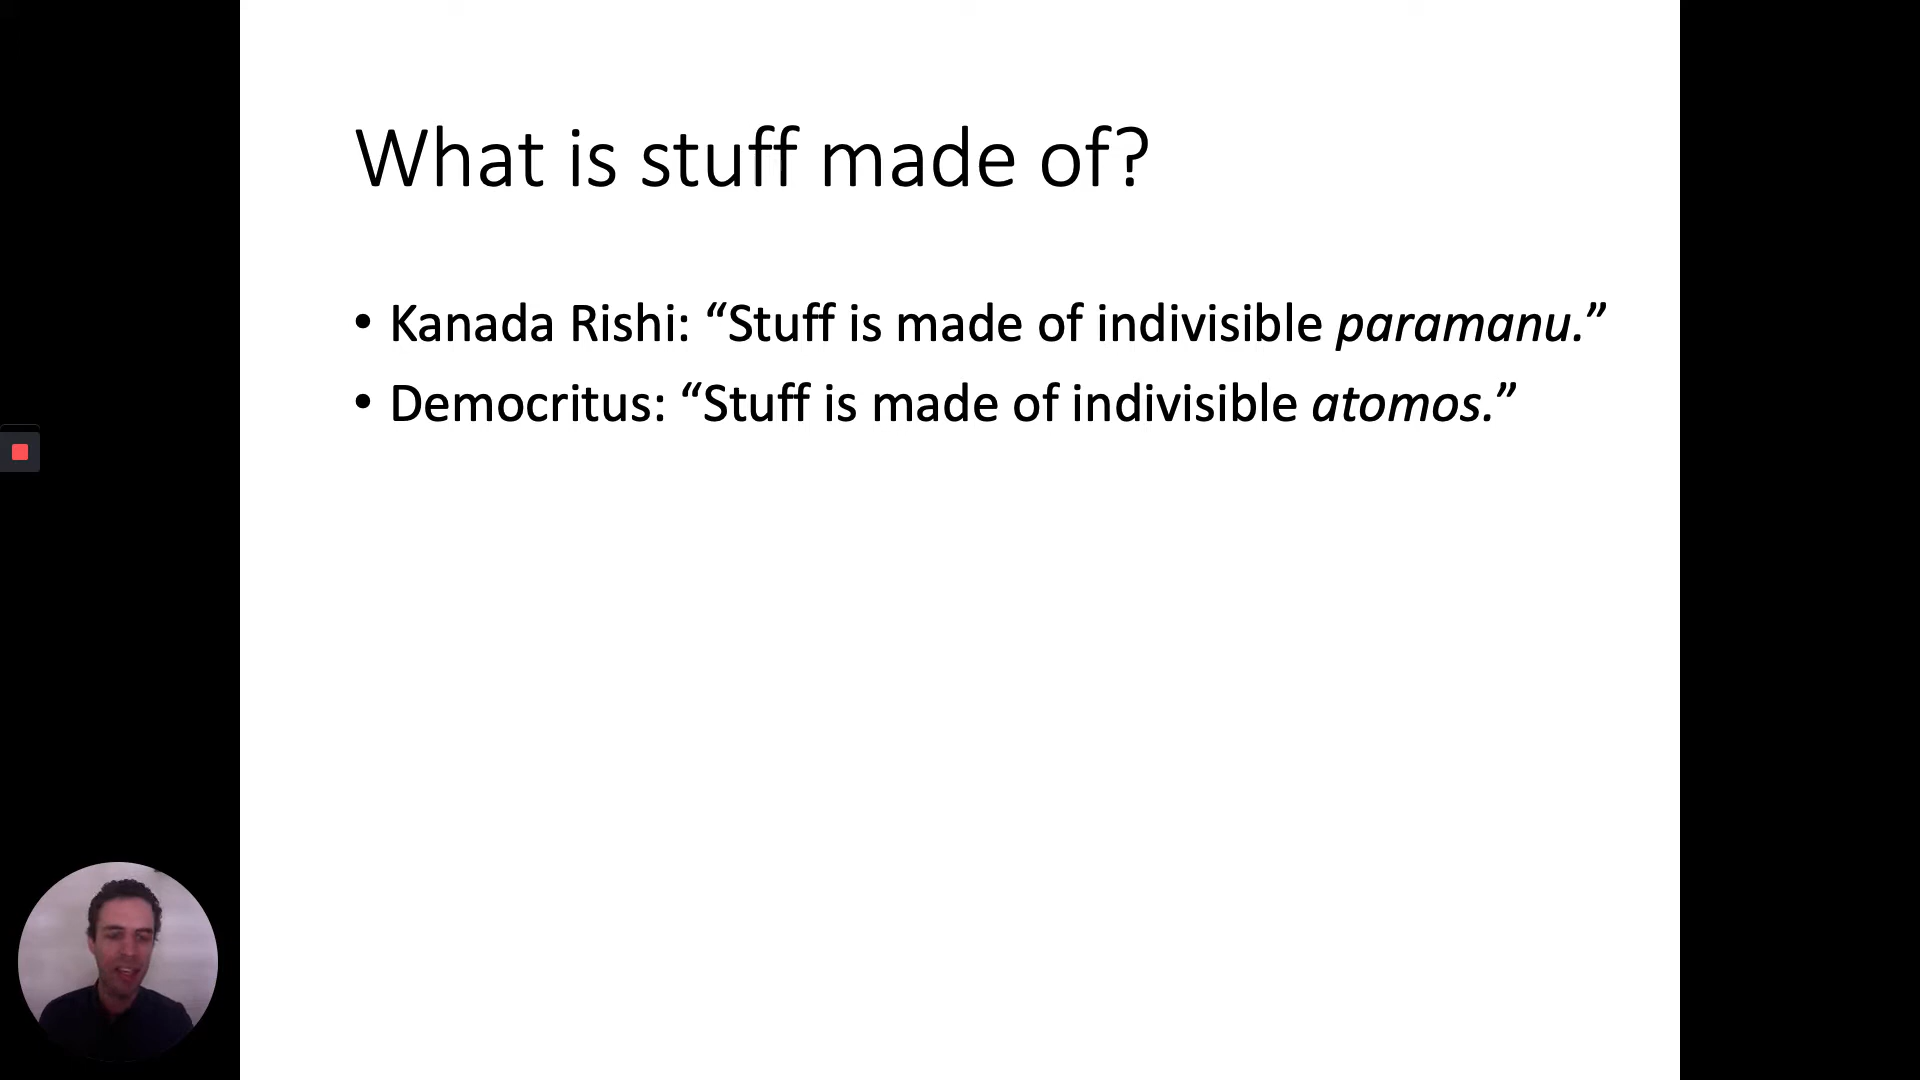 What is stuff made of?
• Kanada Rishi: “Stuff is made of indivisible paramanu.”
• Democritus: “Stuff is made of indivisible atomos.”